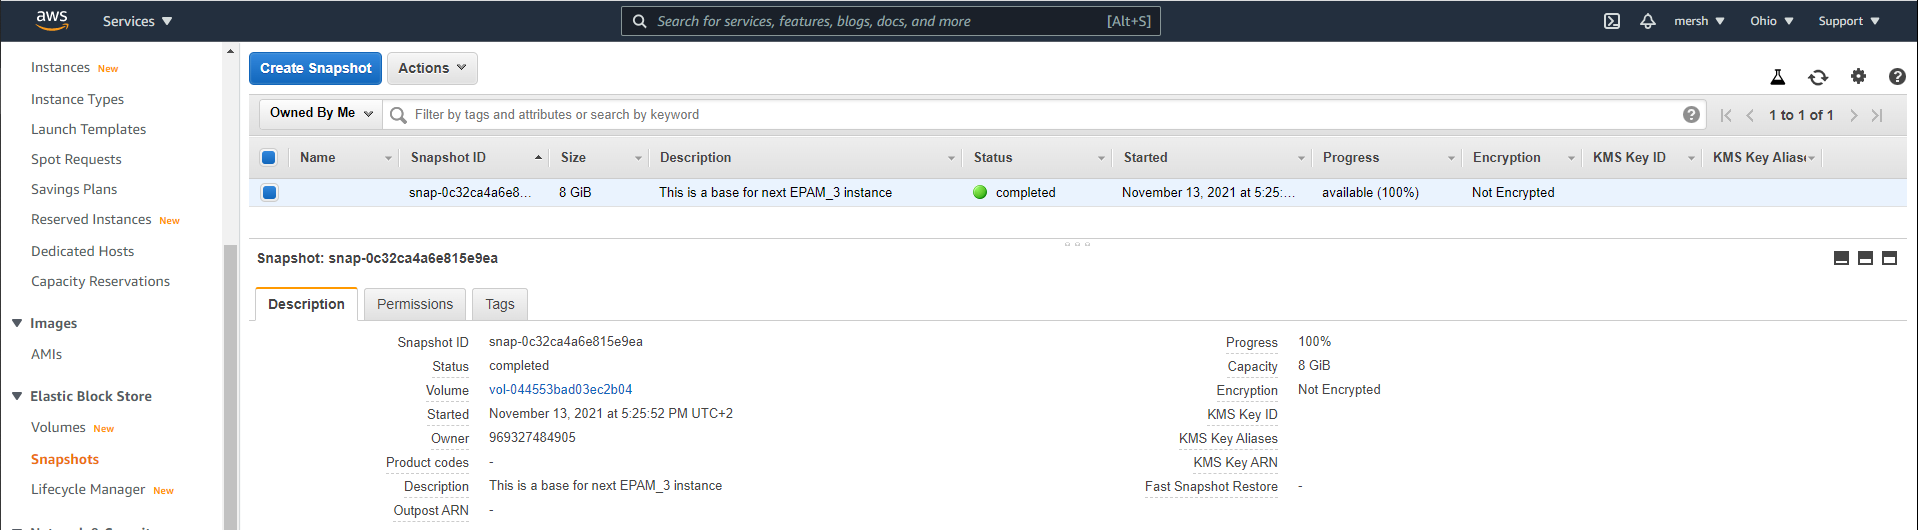 aws Services Search for services, features, blogs, docs, and more [Alt+S] mersh Ohio Support
Instances New
Instance Types
Launch Templates
Spot Requests
Savings Plans
Reserved Instances New
Dedicated Hosts
Capacity Reservations
Images
AMIs
Elastic Block Store
Volumes New
Snapshots
Lifecycle Manager New
Create Snapshot Actions
Owned By Me Filter by tags and attributes or search by keyword 1 to 1 of 1
Name Snapshot ID Size Description Status Started Progress Encryption KMS Key ID KMS Key Alias
snap-0c32ca4a6e8... 8 GiB This is a base for next EPAM_3 instance completed November 13, 2021 at 5:25:... available (100%) Not Encrypted
Snapshot: snap-0c32ca4a6e815e9ea
Description Permissions Tags
Snapshot ID snap-0c32ca4a6e815e9ea
Status completed
Volume vol-044553bad03ec2b04
Started November 13, 2021 at 5:25:52 PM UTC+2
Owner 969327484905
Product codes -
Description This is a base for next EPAM_3 instance
Outpost ARN -
Progress 100%
Capacity 8 GiB
Encryption Not Encrypted
KMS Key ID
KMS Key Aliases
KMS Key ARN
Fast Snapshot Restore -